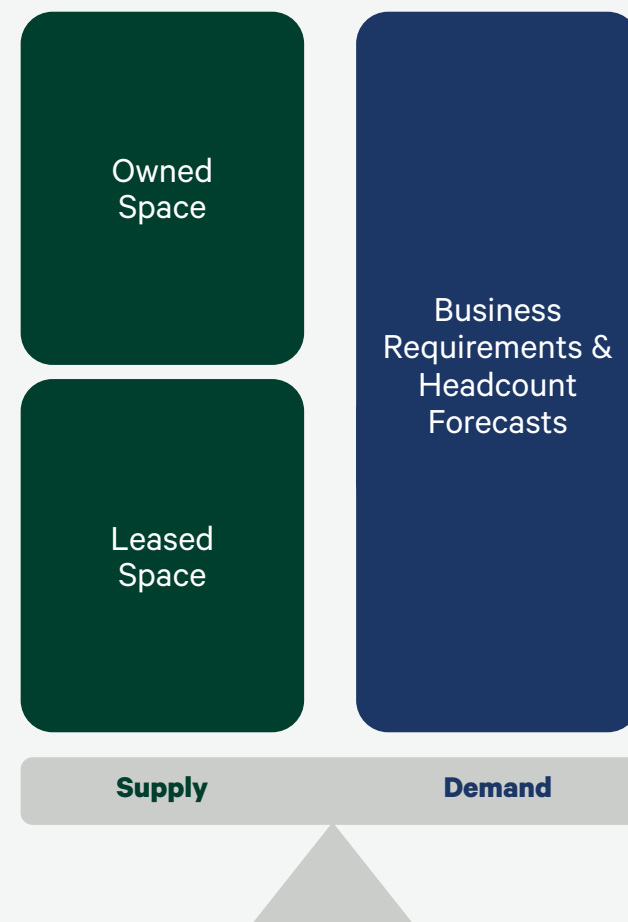 Owned
Space
Business
Requirements &
Headcount
Forecasts
Leased
Space
Supply
Demand